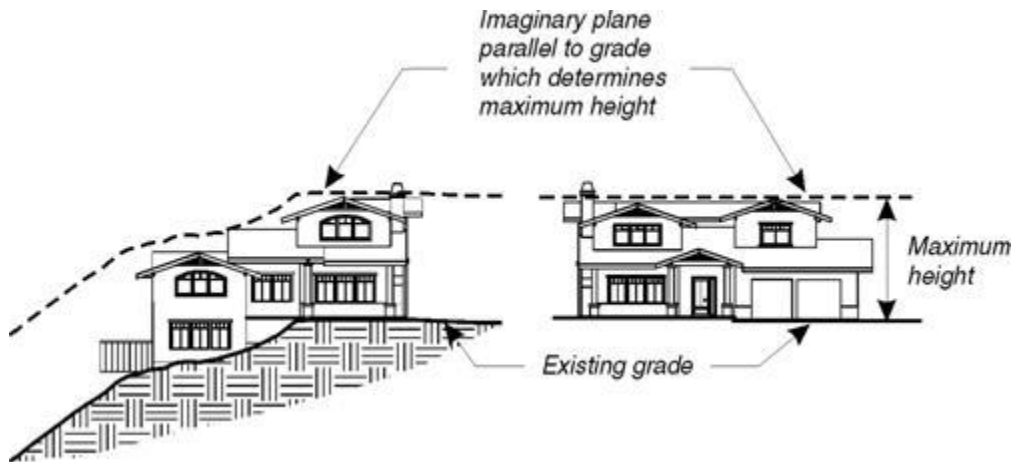 Imaginary plane
parallel to grade
which determines
maximum height
Maximum
height
Existing grade